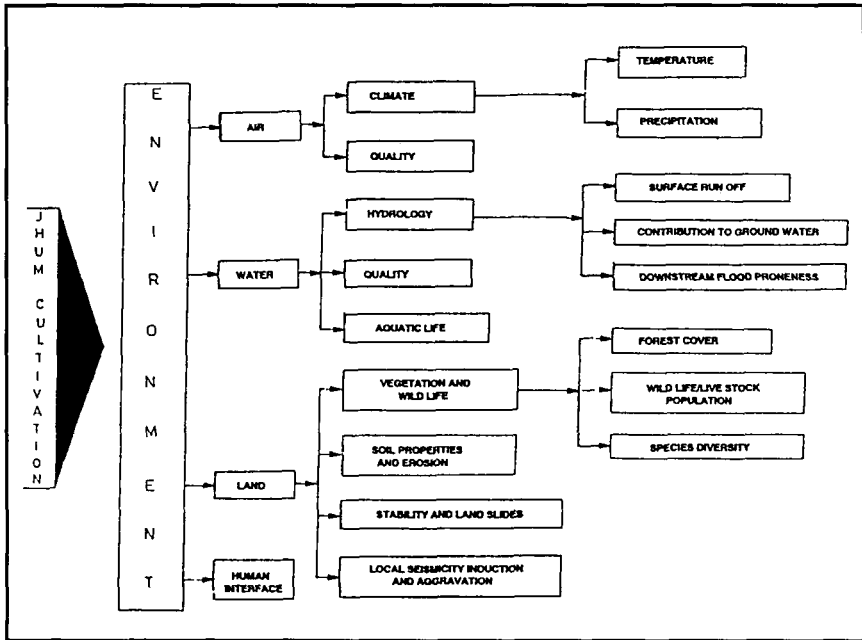 JHUM CULTIVATION
ENVIRONMENT
AIR
CLIMATE
TEMPERATURE
PRECIPITATION
QUALITY
WATER
HYDROLOGY
SURFACE RUN OFF
CONTRIBUTION TO GROUND WATER
DOWNSTREAM FLOOD PRONENESS
QUALITY
AQUATIC LIFE
LAND
VEGETATION AND
WILD LIFE
FOREST COVER
WILD LIFE/LIVE STOCK
POPULATION
SPECIES DIVERSITY
SOIL PROPERTIES
AND EROSION
STABILITY AND LAND SLIDES
LOCAL SEISMICITY INDUCTION
AND AGGRAVATION
HUMAN
INTERFACE